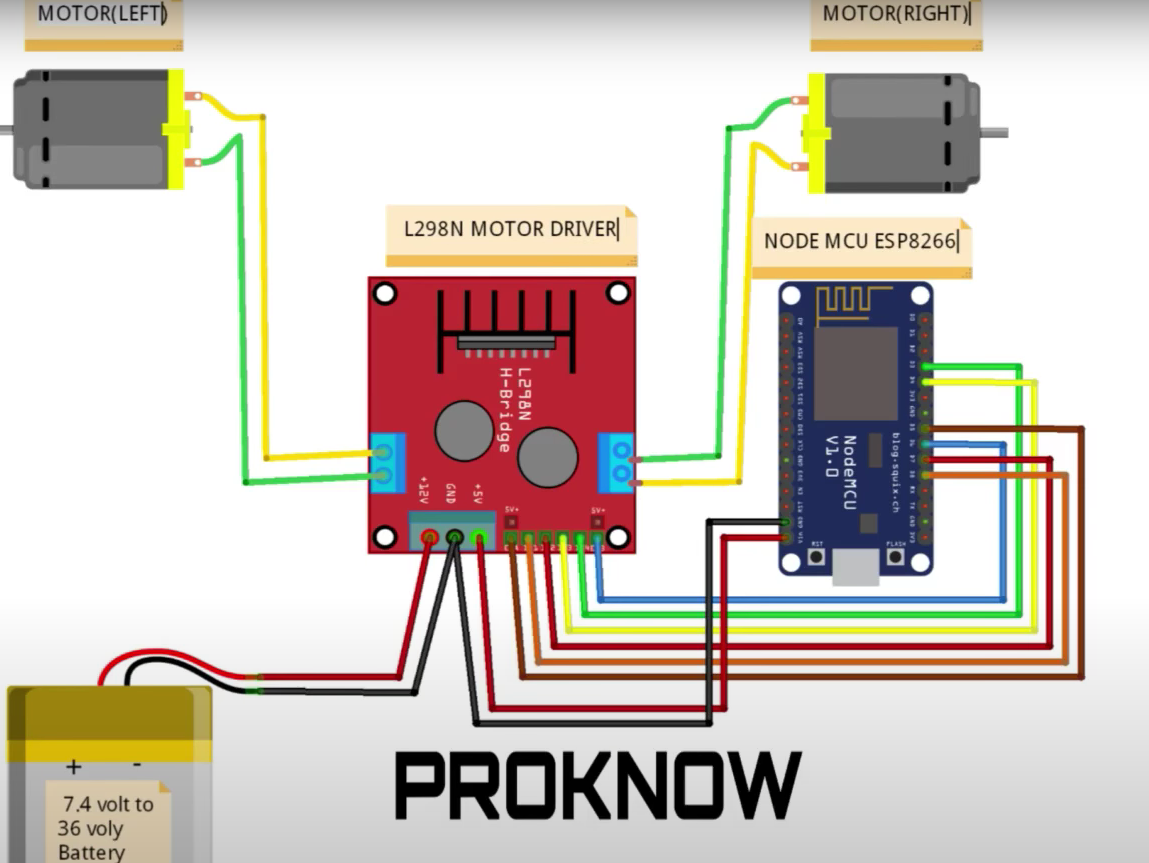 MOTOR(LEFT)
MOTOR(RIGHT)
L298N MOTOR DRIVER
NODE MCU ESP8266
L298N
H-Bridge
+12V
GND
+5V
5V+
5V+
NodeMCU
V1.0
blog.squix.ch
RST
FLASH
PROKNOW
+ -
7.4 volt to
36 voly
Battery